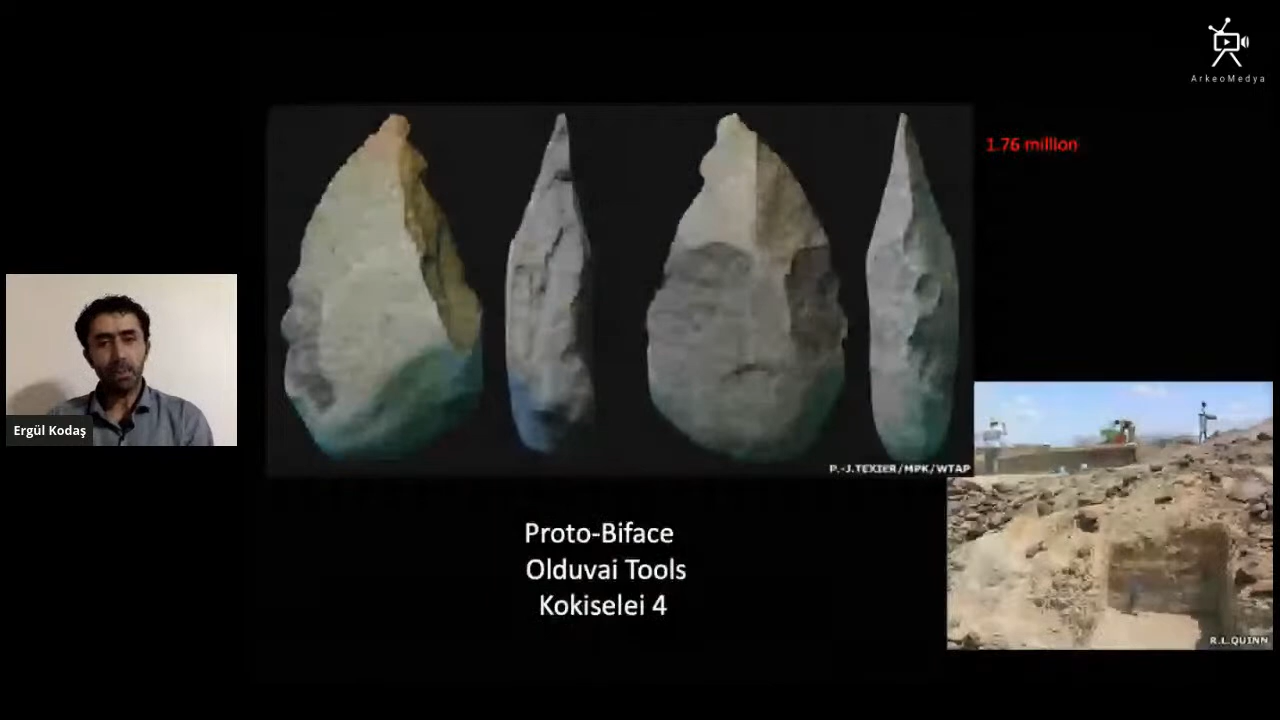 ArkeoMedya
1.76 million
Ergül Kodaş
P.-J.TEXIER/MPK/WTAP
Proto-Biface
Olduvai Tools
Kokiselei 4
R.L.QUINN